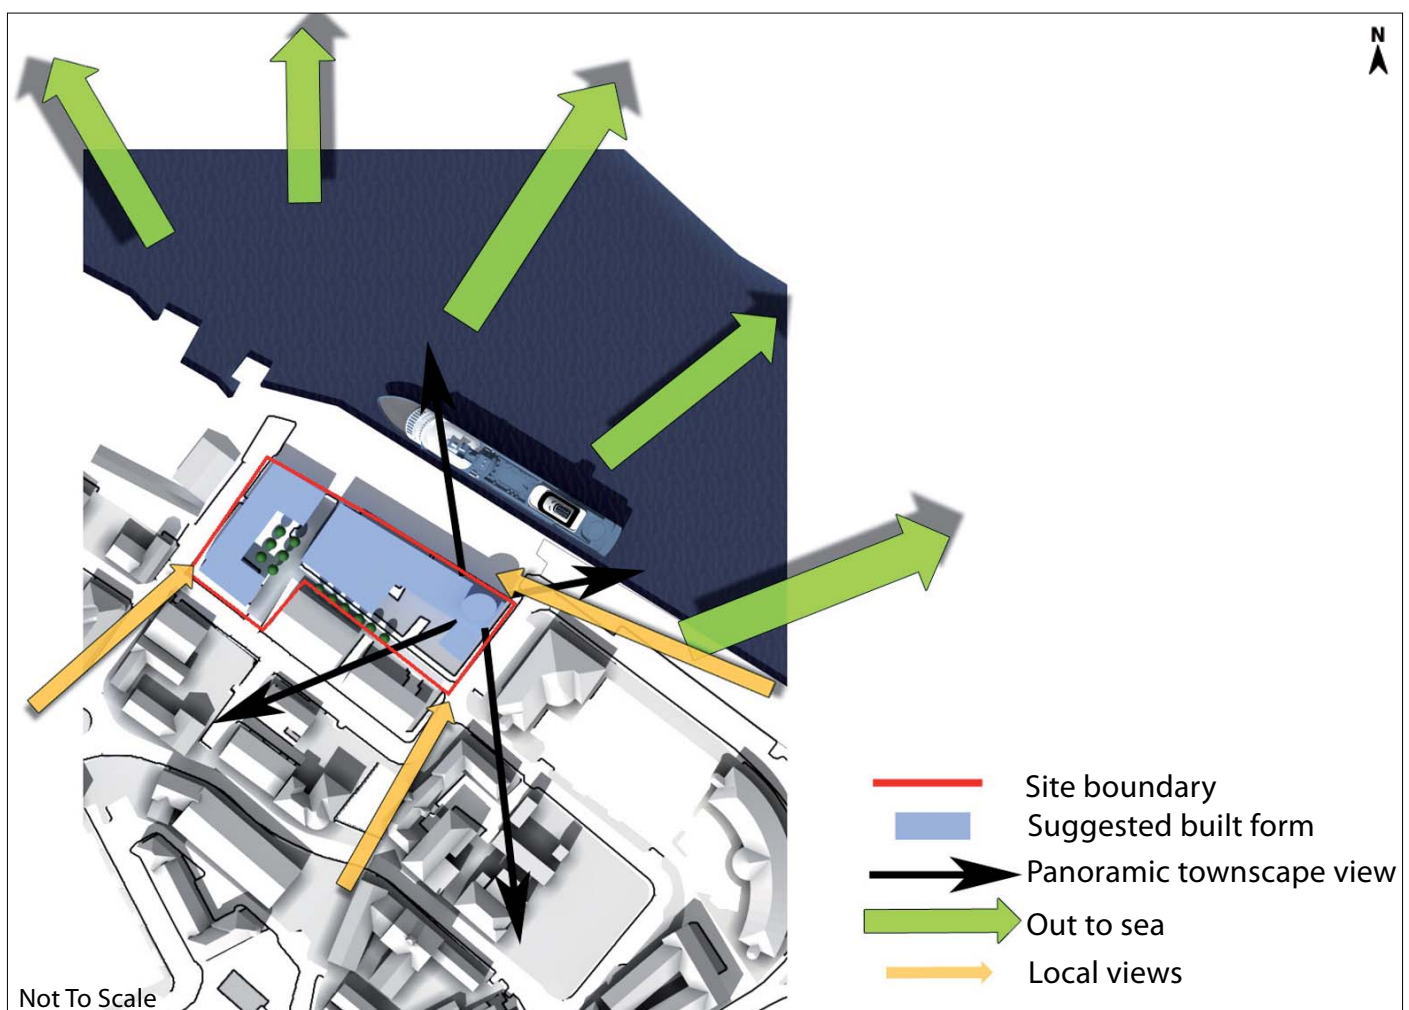 N
Site boundary
Suggested built form
Panoramic townscape view
Out to sea
Local views
Not To Scale